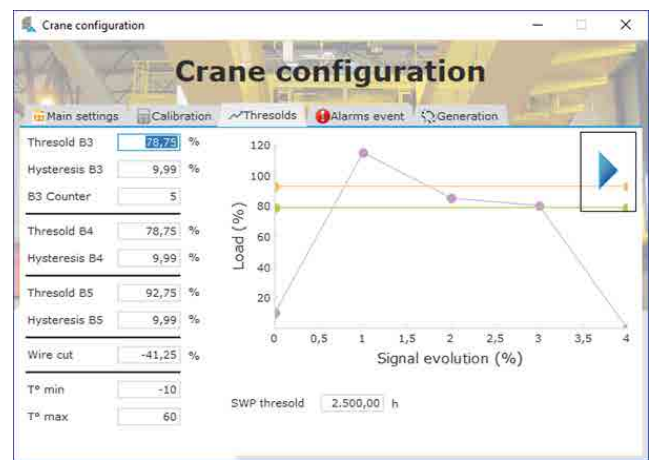 Crane configuration
Crane configuration
Main settings Calibration Thresolds Alarms event Generation
Thresold B3 78,75 %
Hysteresis B3 9,99 %
B3 Counter 5
Thresold B4 78,75 %
Hysteresis B4 9,99 %
Thresold B5 92,75 %
Hysteresis B5 9,99 %
Wire cut -41,25 %
Tº min -10
Tº max 60
Load (%)
120
100
80
60
40
20
0 0,5 1 1,5 2 2,5 3 3,5 4
Signal evolution (%)
SWP thresold 2.500,00 h